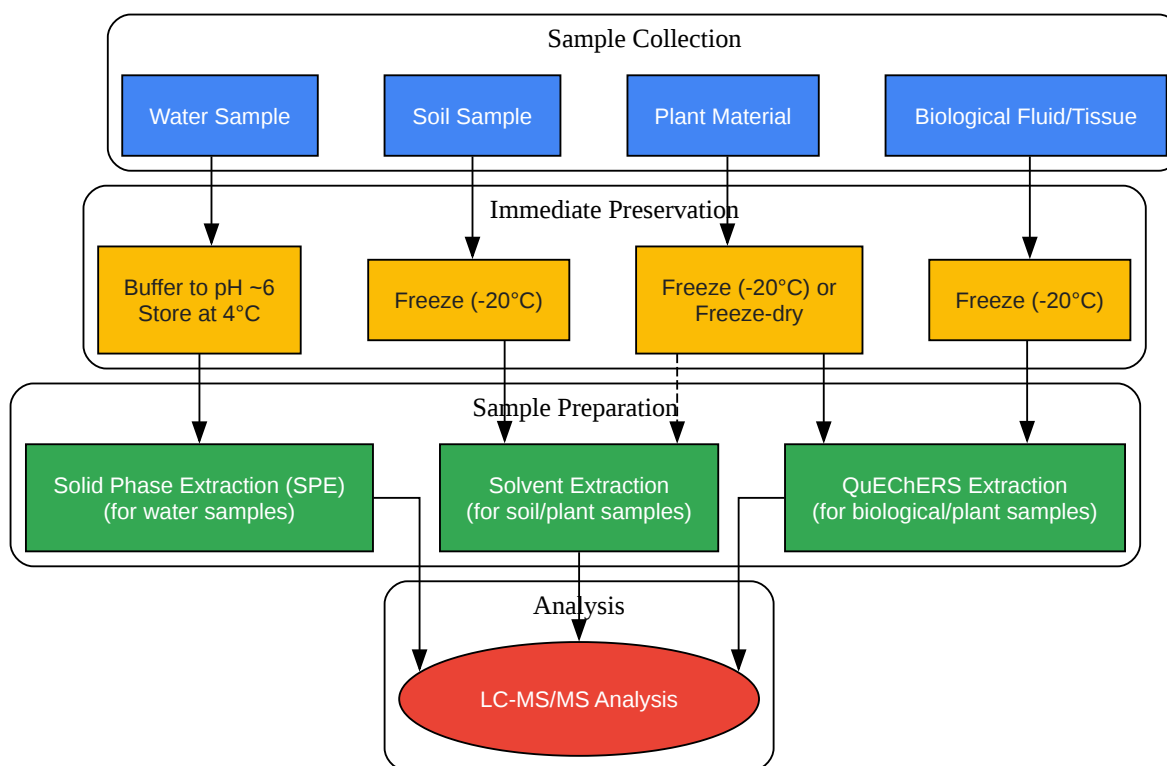 Sample Collection
Water Sample
Soil Sample
Plant Material
Biological Fluid/Tissue
Immediate Preservation
Buffer to pH ~6
Store at 4°C
Freeze (-20°C)
Freeze (-20°C) or
Freeze-dry
Freeze (-20°C)
Sample Preparation
Solid Phase Extraction (SPE)
(for water samples)
Solvent Extraction
(for soil/plant samples)
QuEChERS Extraction
(for biological/plant samples)
Analysis
LC-MS/MS Analysis